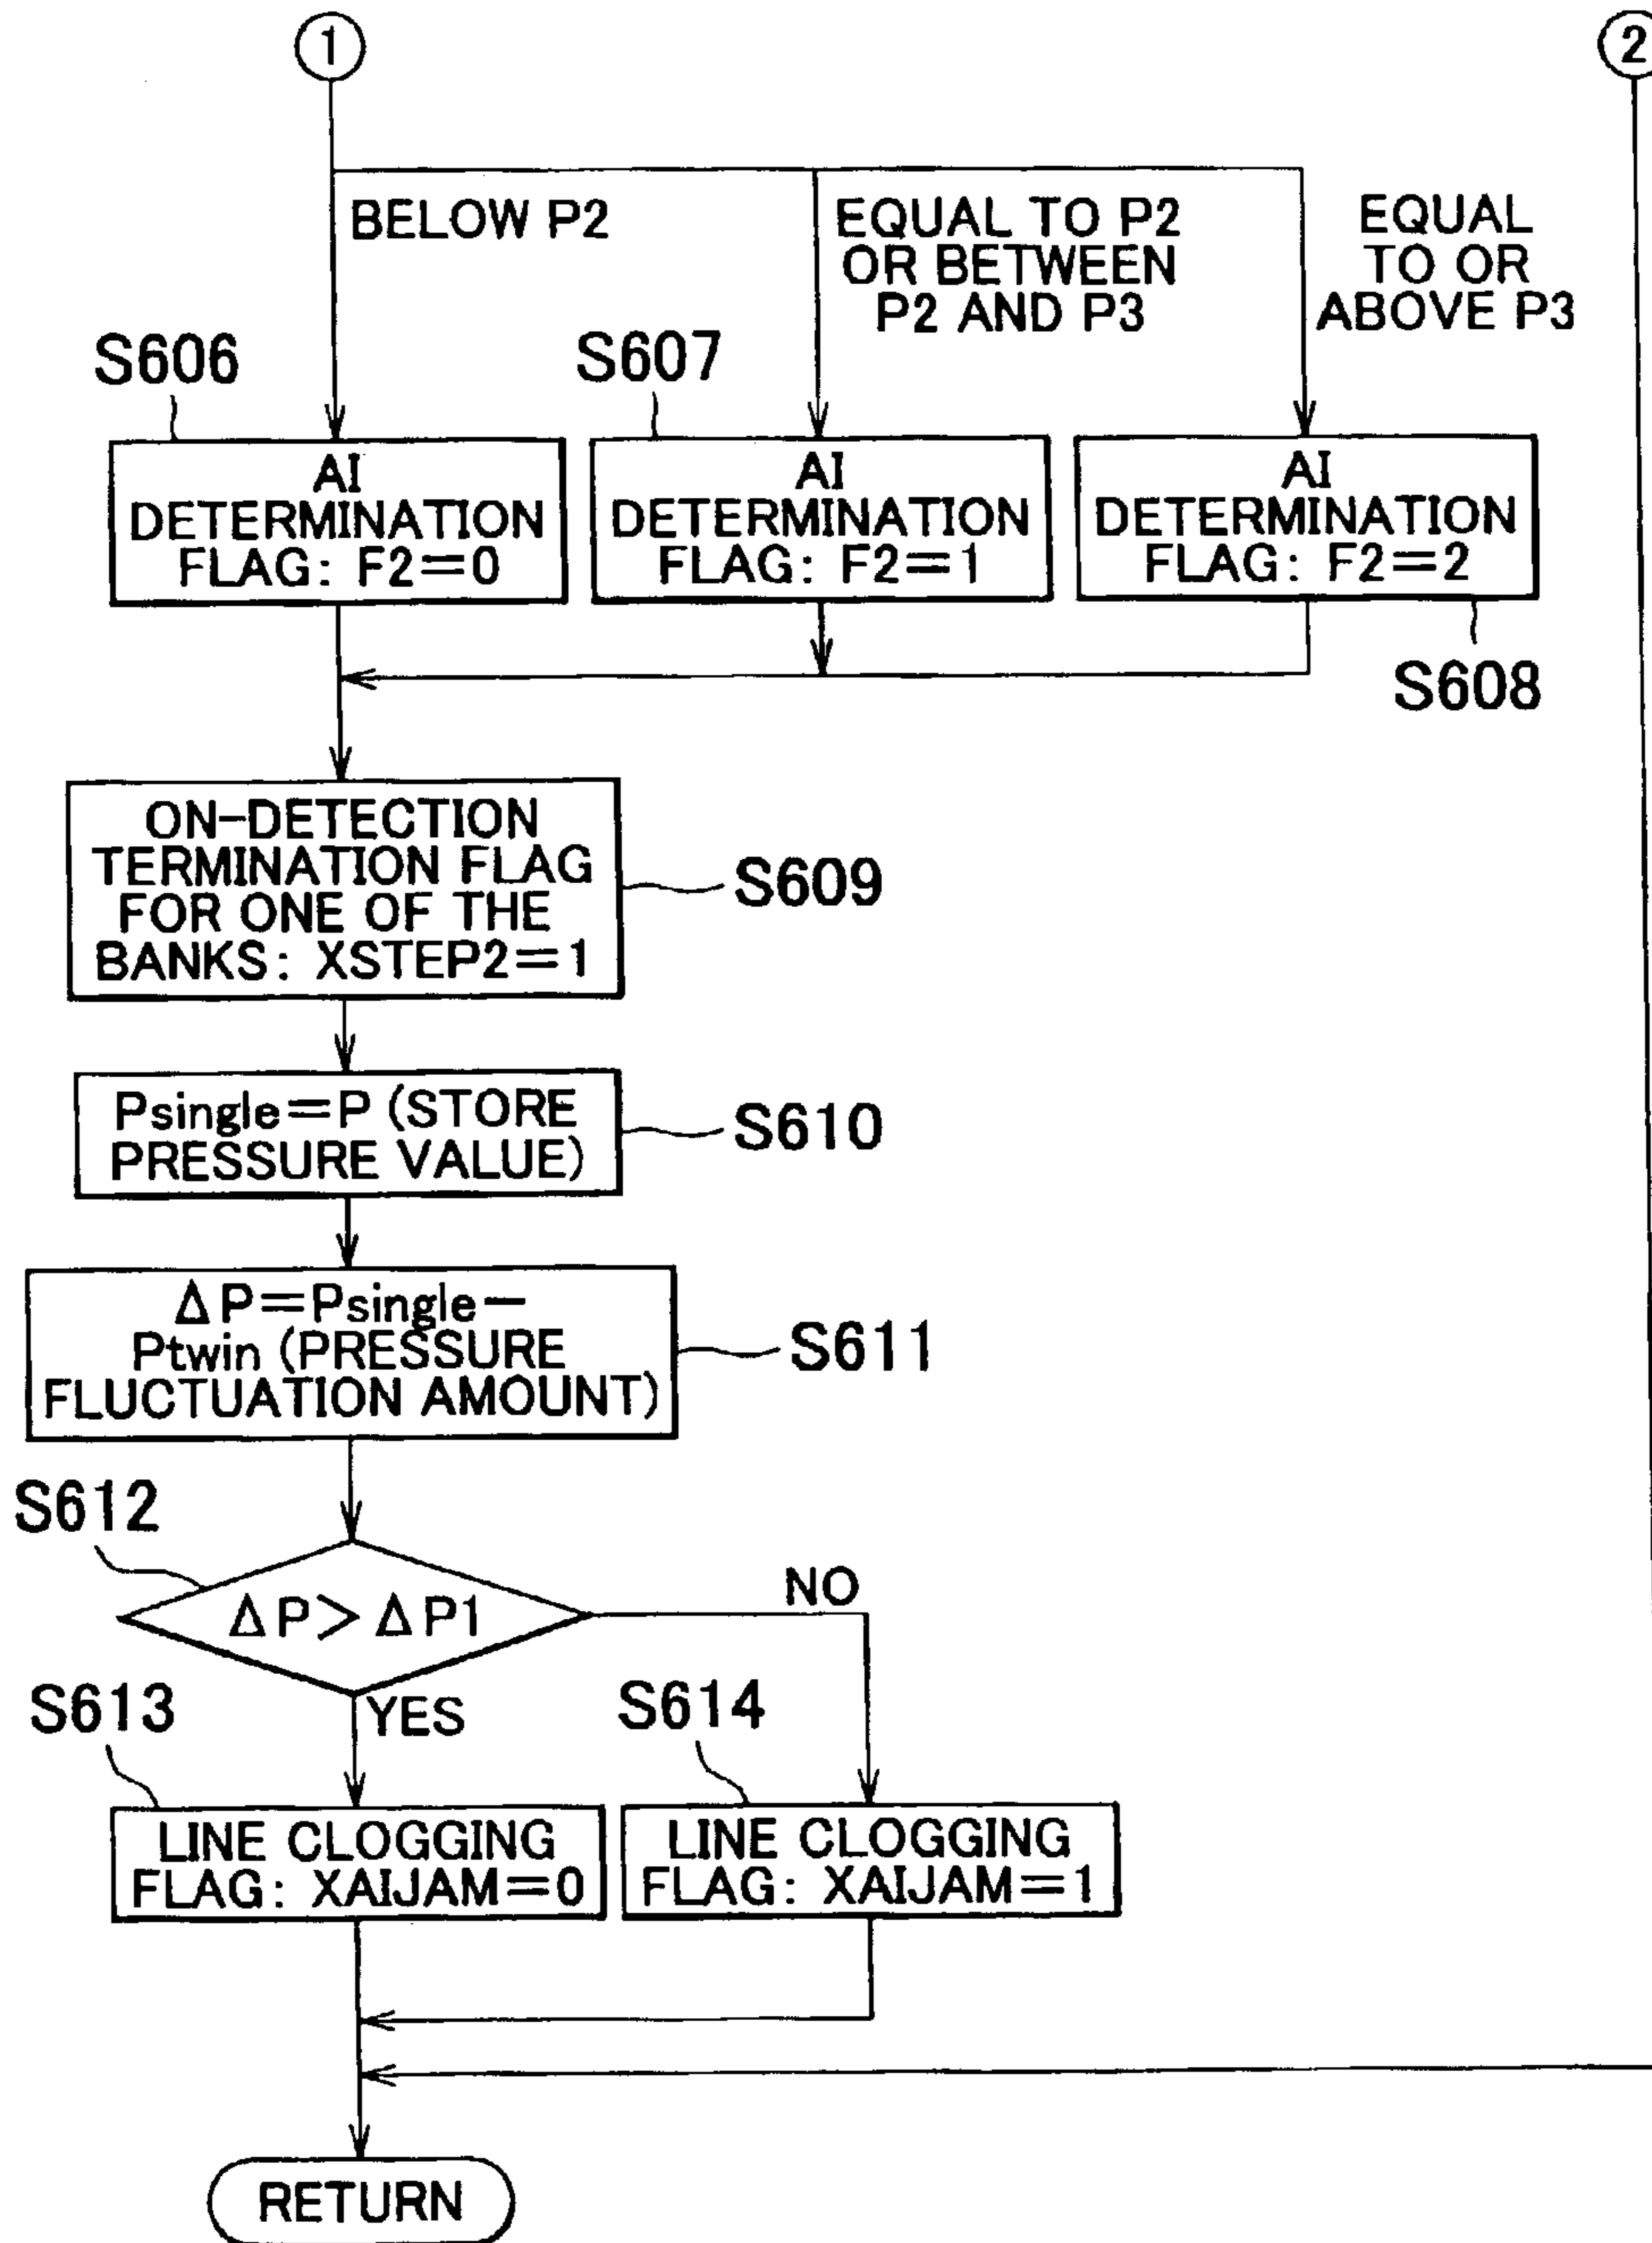 1
2
BELOW P2
EQUAL TO P2
OR BETWEEN
P2 AND P3
EQUAL
TO OR
ABOVE P3
S606
S607
AI
DETERMINATION
FLAG: F2=0
AI
DETERMINATION
FLAG: F2=1
AI
DETERMINATION
FLAG: F2=2
S608
ON-DETECTION
TERMINATION FLAG
FOR ONE OF THE
BANKS: XSTEP2=1
S609
Psingle=P (STORE
PRESSURE VALUE)
S610
ΔP=Psingle−
Ptwin (PRESSURE
FLUCTUATION AMOUNT)
S611
S612
ΔP>ΔP1
NO
YES
S613
S614
LINE CLOGGING
FLAG: XAIJAM=0
LINE CLOGGING
FLAG: XAIJAM=1
RETURN